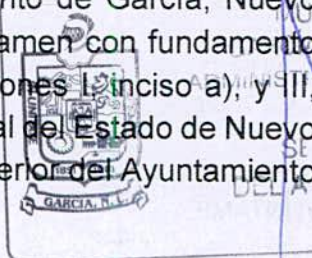 nto de García, Nuevo
amen con fundamento
ones I, inciso a), y III,
al del Estado de Nuevo
erior del Ayuntamiento
GARCIA, N. L.